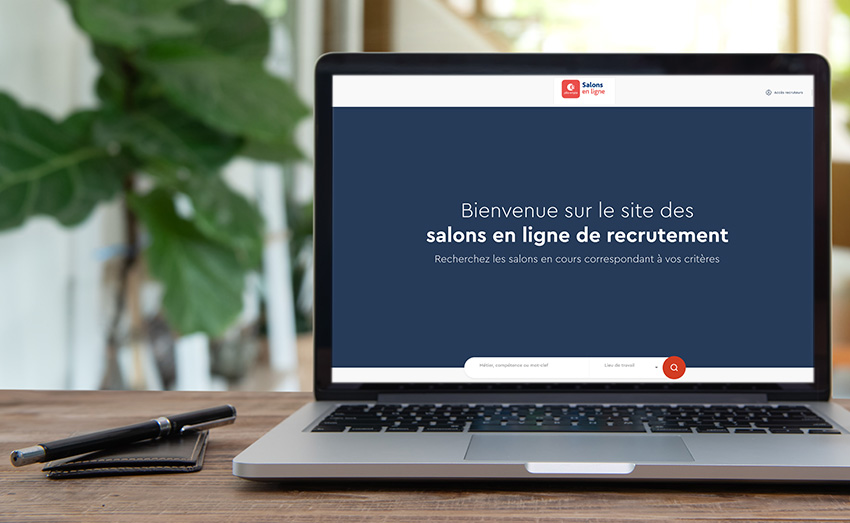 Salons
en ligne
Accès recruteurs
Bienvenue sur le site des
salons en ligne de recrutement
Recherchez les salons en cours correspondant à vos critères
Métier, compétence ou mot-clef
Lieu de travail